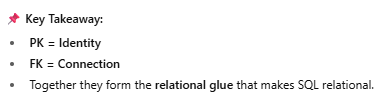 📌 Key Takeaway:
• PK = Identity
• FK = Connection
• Together they form the relational glue that makes SQL relational.